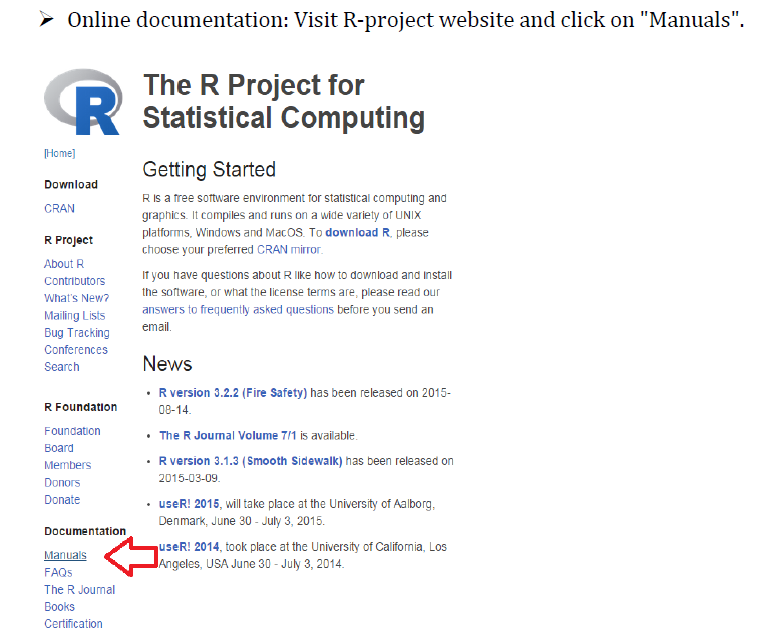 ➢ Online documentation: Visit R-project website and click on "Manuals".
R
The R Project for
Statistical Computing
[Home]
Download
CRAN
R Project
About R
Contributors
What's New?
Mailing Lists
Bug Tracking
Conferences
Search
R Foundation
Foundation
Board
Members
Donors
Donate
Documentation
Manuals
FAQs
The R Journal
Books
Certification
Getting Started
R is a free software environment for statistical computing and
graphics. It compiles and runs on a wide variety of UNIX
platforms, Windows and MacOS. To download R, please
choose your preferred CRAN mirror.
If you have questions about R like how to download and install
the software, or what the license terms are, please read our
answers to frequently asked questions before you send an
email.
News
• R version 3.2.2 (Fire Safety) has been released on 2015-
08-14.
• The R Journal Volume 7/1 is available.
• R version 3.1.3 (Smooth Sidewalk) has been released on
2015-03-09.
• useR! 2015, will take place at the University of Aalborg,
Denmark, June 30 - July 3, 2015.
useR! 2014, took place at the University of California, Los
Angeles, USA June 30 - July 3, 2014.